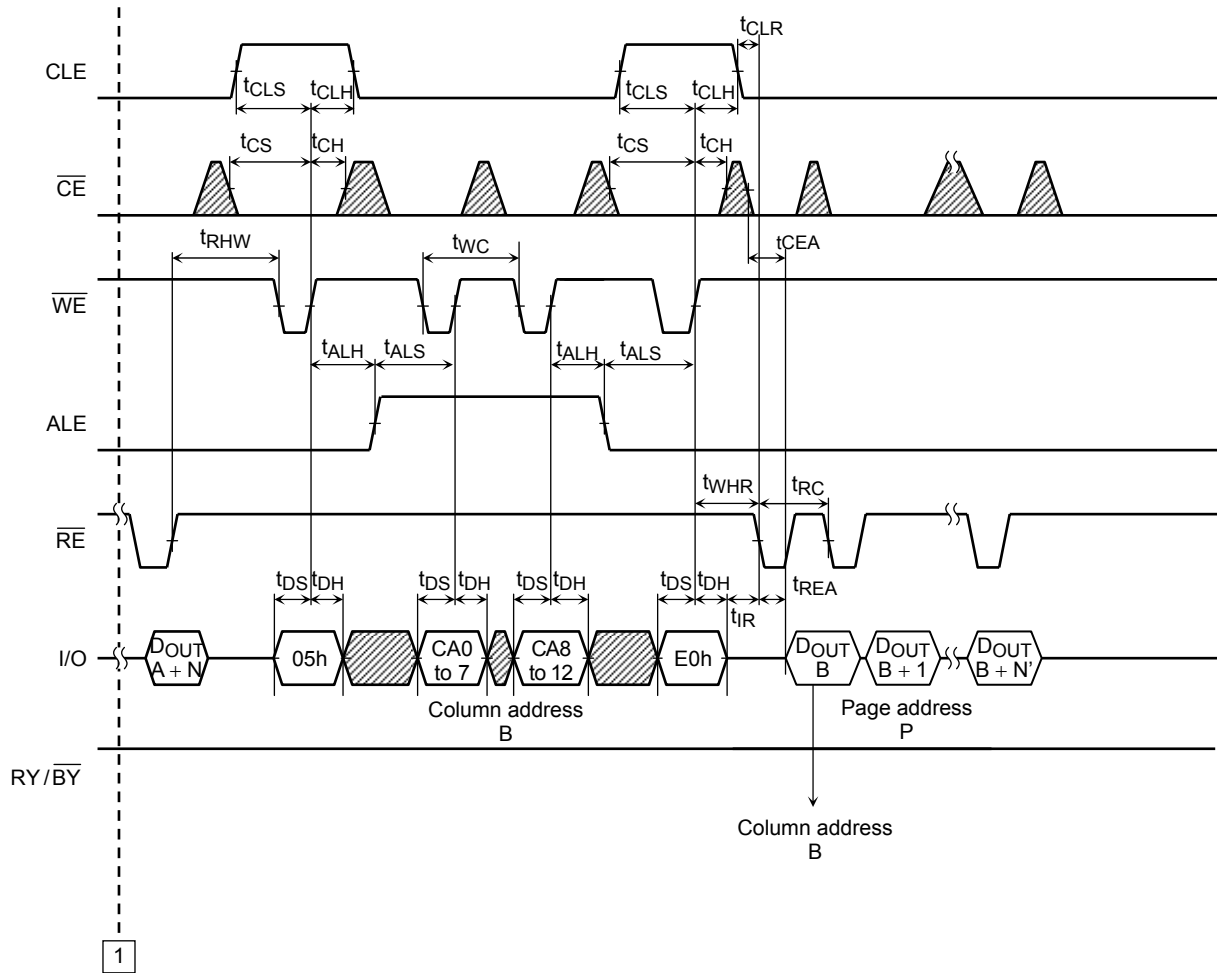 tCLR
CLE
tCLS tCLH tCLS tCLH
tCS tCH tCS tCH
CE
tCEA
tRHW tWC
WE
tALH tALS tALH tALS
ALE
tWHR tRC
RE
tDS tDH tDS tDH tDS tDH tDS tDH tREA
tIR
I/O
DOUT
A + N
05h
CA0
to 7
CA8
to 12
E0h
DOUT
B
DOUT
B + 1
DOUT
B + N’
Column address
B
Page address
P
RY/BY
Column address
B
1